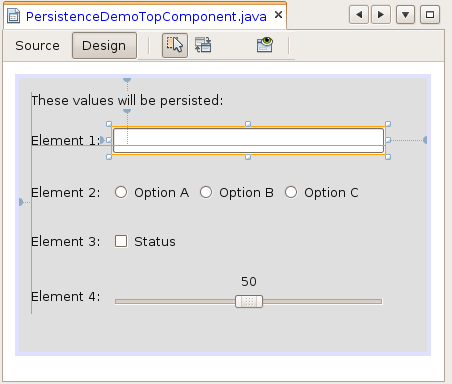 PersistenceDemoTopComponent.java
Source Design
These values will be persisted:
Element 1:
Element 2: Option A Option B Option C
Element 3: Status
50
Element 4: